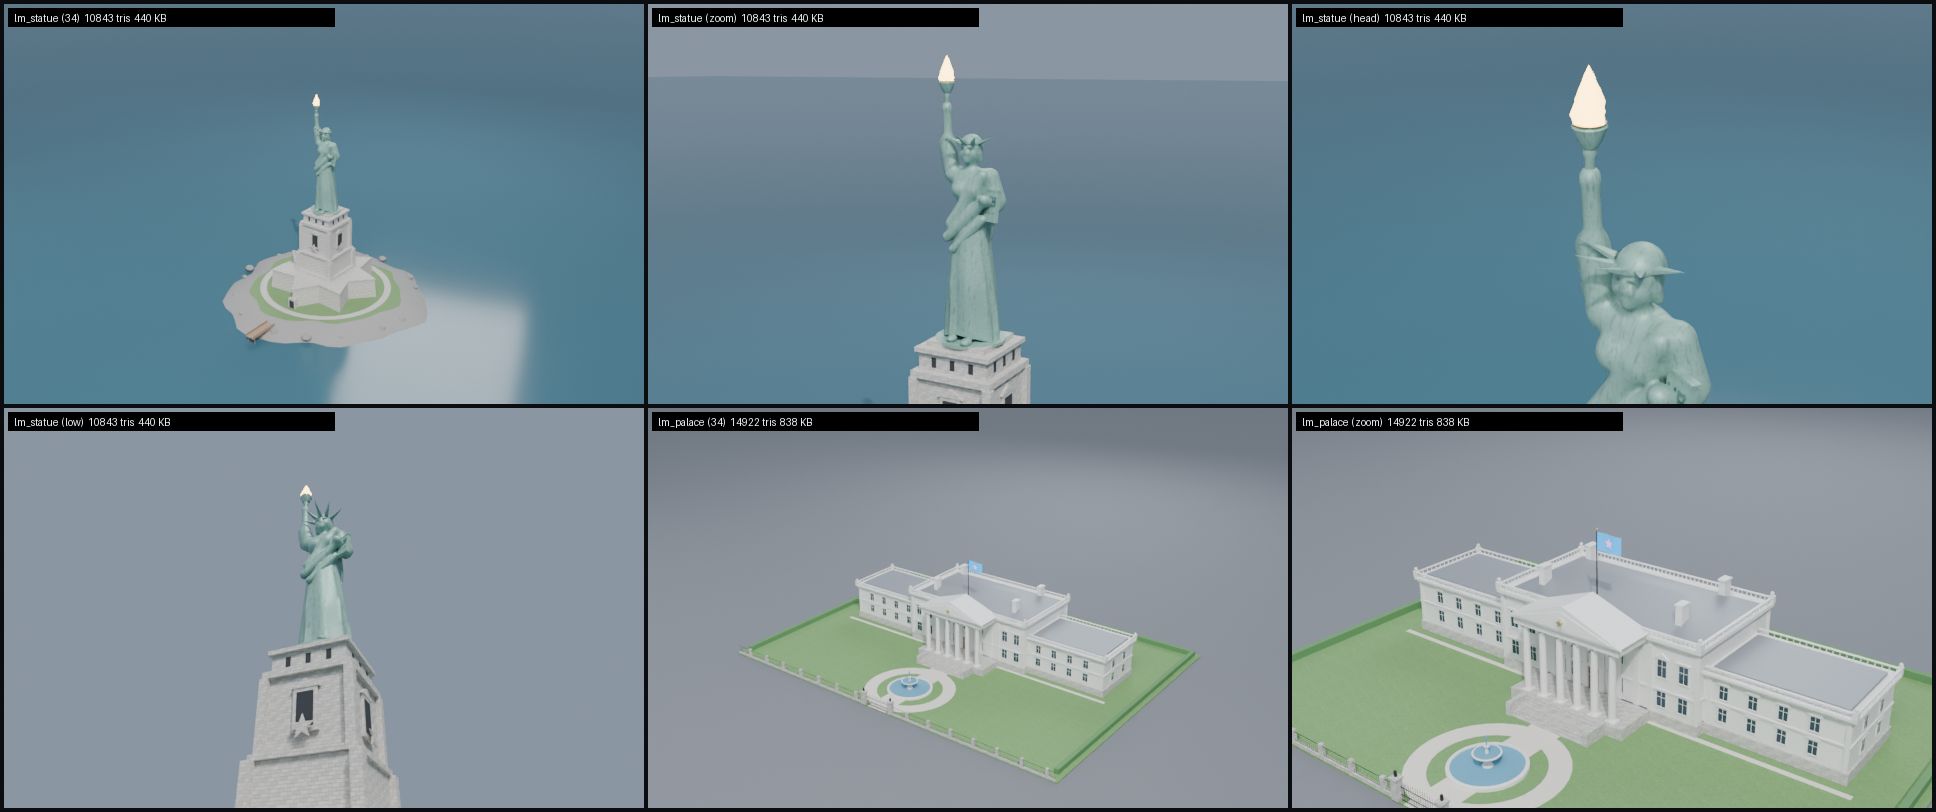 lm_statue (34) 10843 tris 440 KB
lm_statue (zoom) 10843 tris 440 KB
lm_statue (head) 10843 tris 440 KB
lm_statue (low) 10843 tris 440 KB
lm_palace (34) 14922 tris 838 KB
lm_palace (zoom) 14922 tris 838 KB